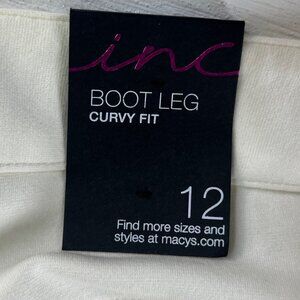 inc
BOOT LEG
CURVY FIT
12
Find more sizes and
styles at macys.com